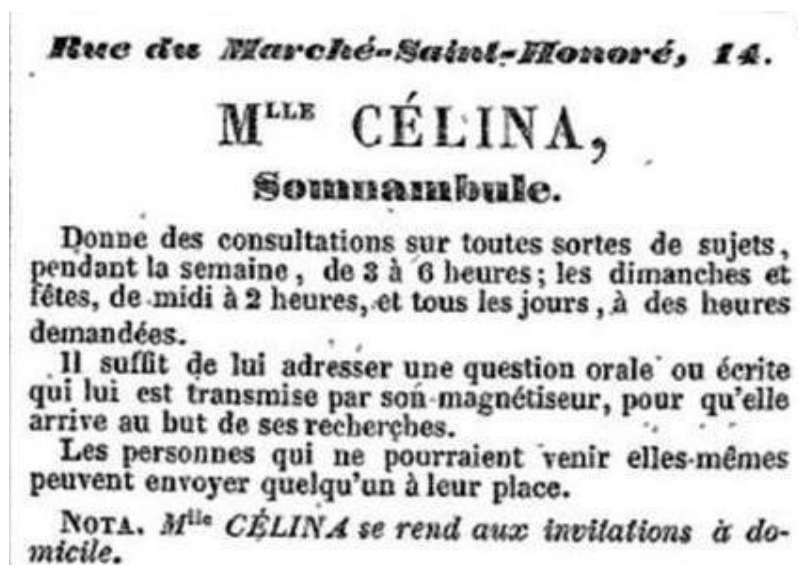 Rue du Marché-Saint-Honoré, 14.
MLLE CÉLINA,
Somnambule.
Donne des consultations sur toutes sortes de sujets,
pendant la semaine, de 3 à 6 heures; les dimanches et
fêtes, de midi à 2 heures, et tous les jours, à des heures
demandées.
Il suffit de lui adresser une question orale ou écrite
qui lui est transmise par son magnétiseur, pour qu'elle
arrive au but de ses recherches.
Les personnes qui ne pourraient venir elles-mêmes
peuvent envoyer quelqu'un à leur place.
NOTA. Mlle CÉLINA se rend aux invitations à do-
micile.